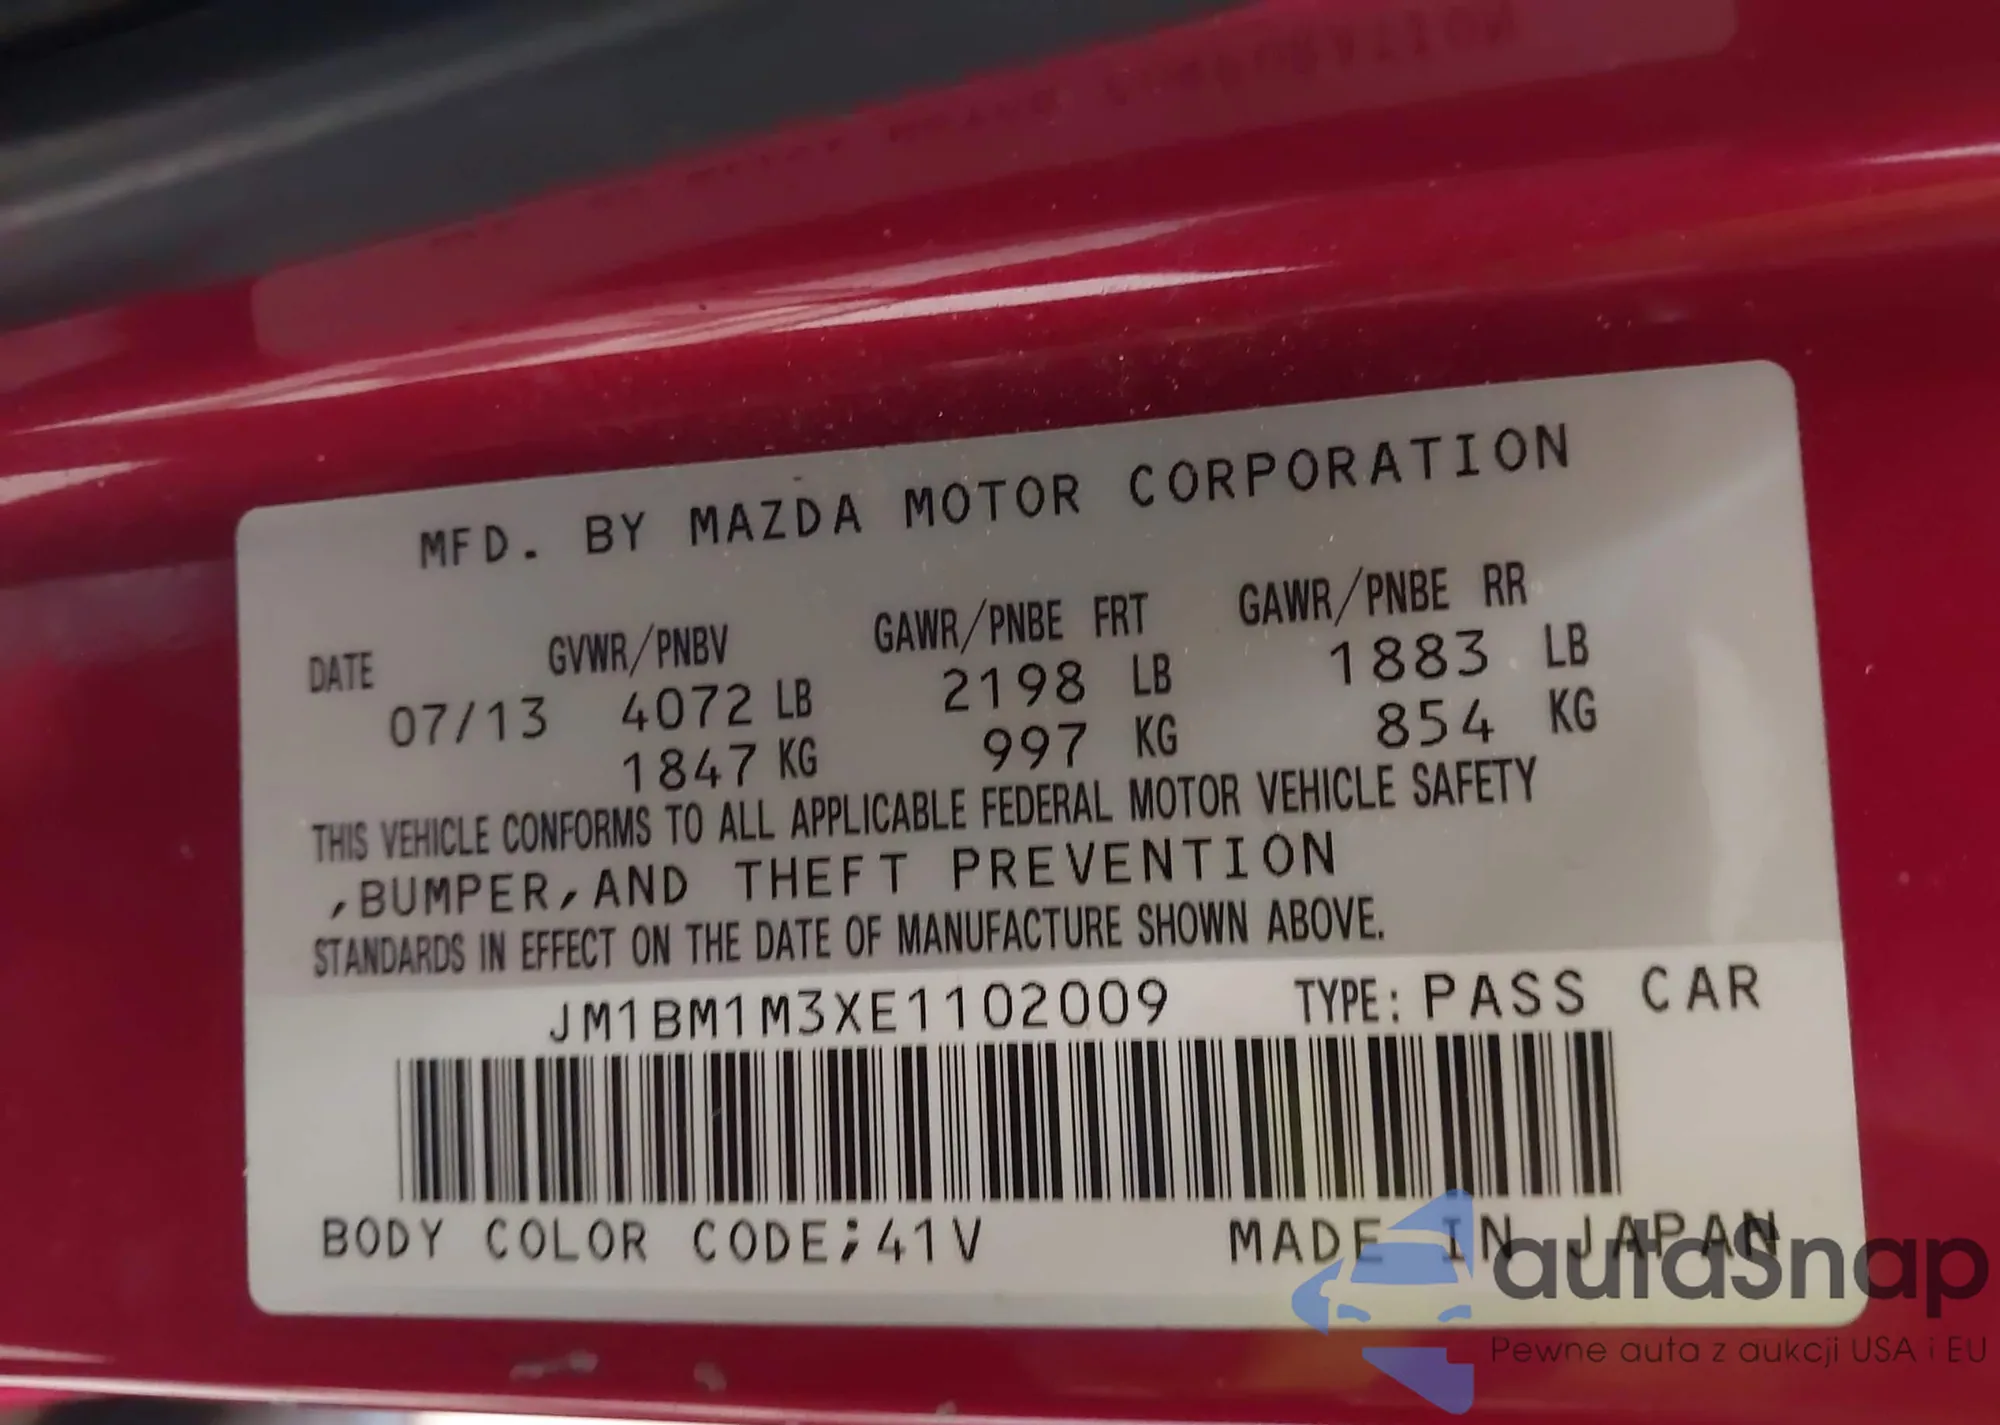 MFD. BY MAZDA MOTOR CORPORATION
DATE GVWR/PNBV GAWR/PNBE FRT GAWR/PNBE RR
07/13 4072 LB 2198 LB 1883 LB
1847 KG 997 KG 854 KG
THIS VEHICLE CONFORMS TO ALL APPLICABLE FEDERAL MOTOR VEHICLE SAFETY
,BUMPER,AND THEFT PREVENTION
STANDARDS IN EFFECT ON THE DATE OF MANUFACTURE SHOWN ABOVE.
JM1BM1M3XE1102009 TYPE: PASS CAR
BODY COLOR CODE;41V MADE IN JAPAN
autaSnap
Pewne auta z aukcji USA i EU